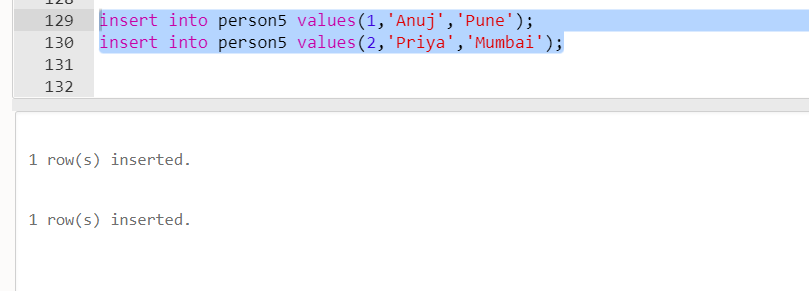 129 insert into person5 values(1,'Anuj','Pune');
130 insert into person5 values(2,'Priya','Mumbai');
131
132
1 row(s) inserted.
1 row(s) inserted.